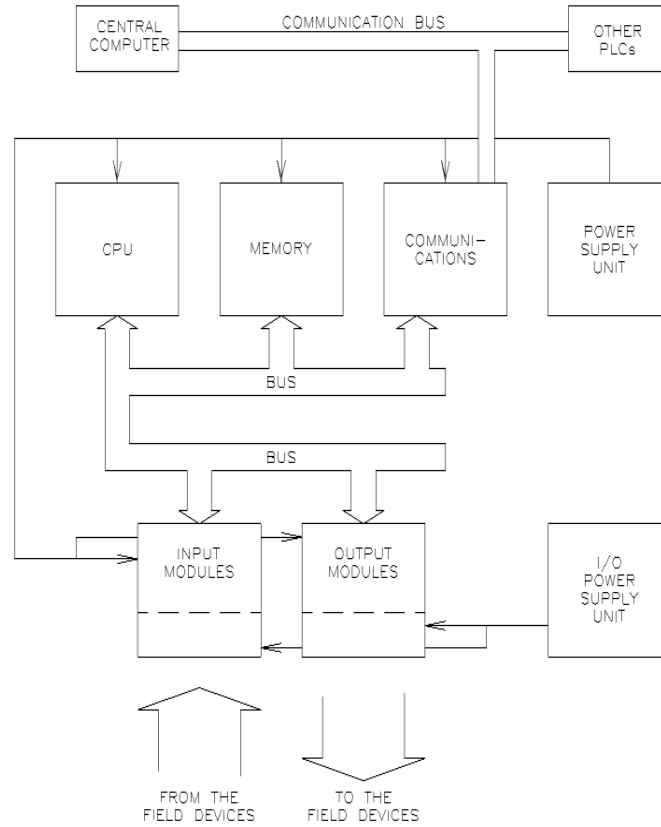 CENTRAL
COMPUTER
COMMUNICATION BUS
OTHER
PLCs
CPU
MEMORY
COMMUNI-
CATIONS
POWER
SUPPLY
UNIT
BUS
BUS
INPUT
MODULES
OUTPUT
MODULES
I/O
POWER
SUPPLY
UNIT
FROM THE
FIELD DEVICES
TO THE
FIELD DEVICES